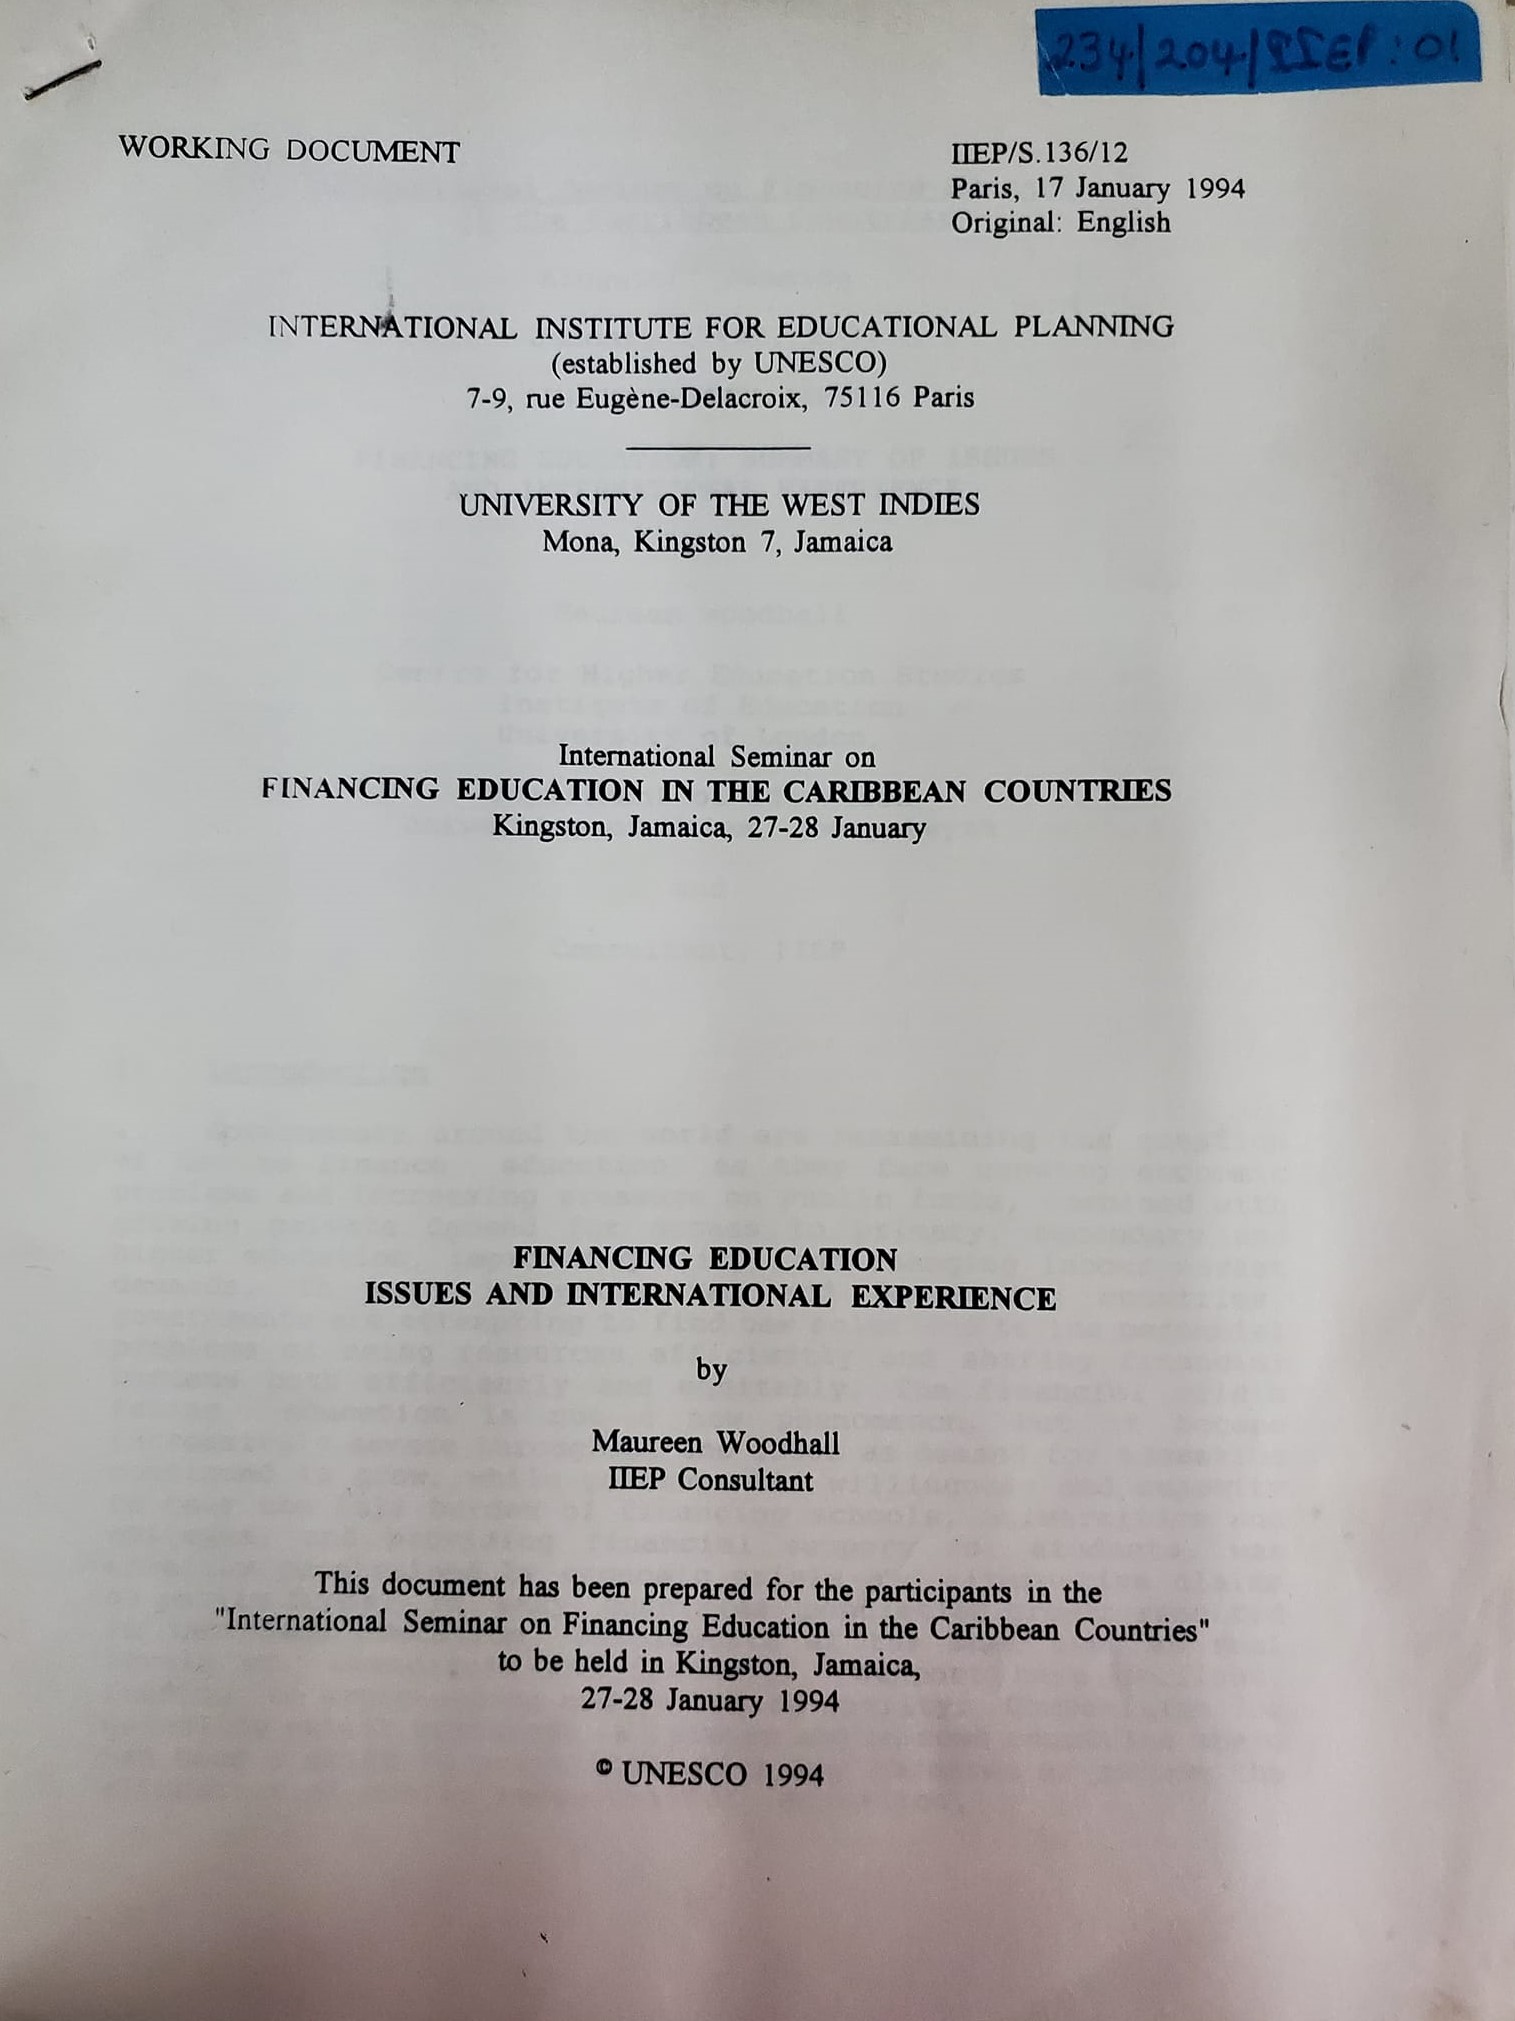 234/204/IIEP:01
WORKING DOCUMENT
IIEP/S.136/12
Paris, 17 January 1994
Original: English
INTERNATIONAL INSTITUTE FOR EDUCATIONAL PLANNING
(established by UNESCO)
7-9, rue Eugène-Delacroix, 75116 Paris
UNIVERSITY OF THE WEST INDIES
Mona, Kingston 7, Jamaica
International Seminar on
FINANCING EDUCATION IN THE CARIBBEAN COUNTRIES
Kingston, Jamaica, 27-28 January
FINANCING EDUCATION
ISSUES AND INTERNATIONAL EXPERIENCE
by
Maureen Woodhall
IIEP Consultant
This document has been prepared for the participants in the
"International Seminar on Financing Education in the Caribbean Countries"
to be held in Kingston, Jamaica,
27-28 January 1994
© UNESCO 1994